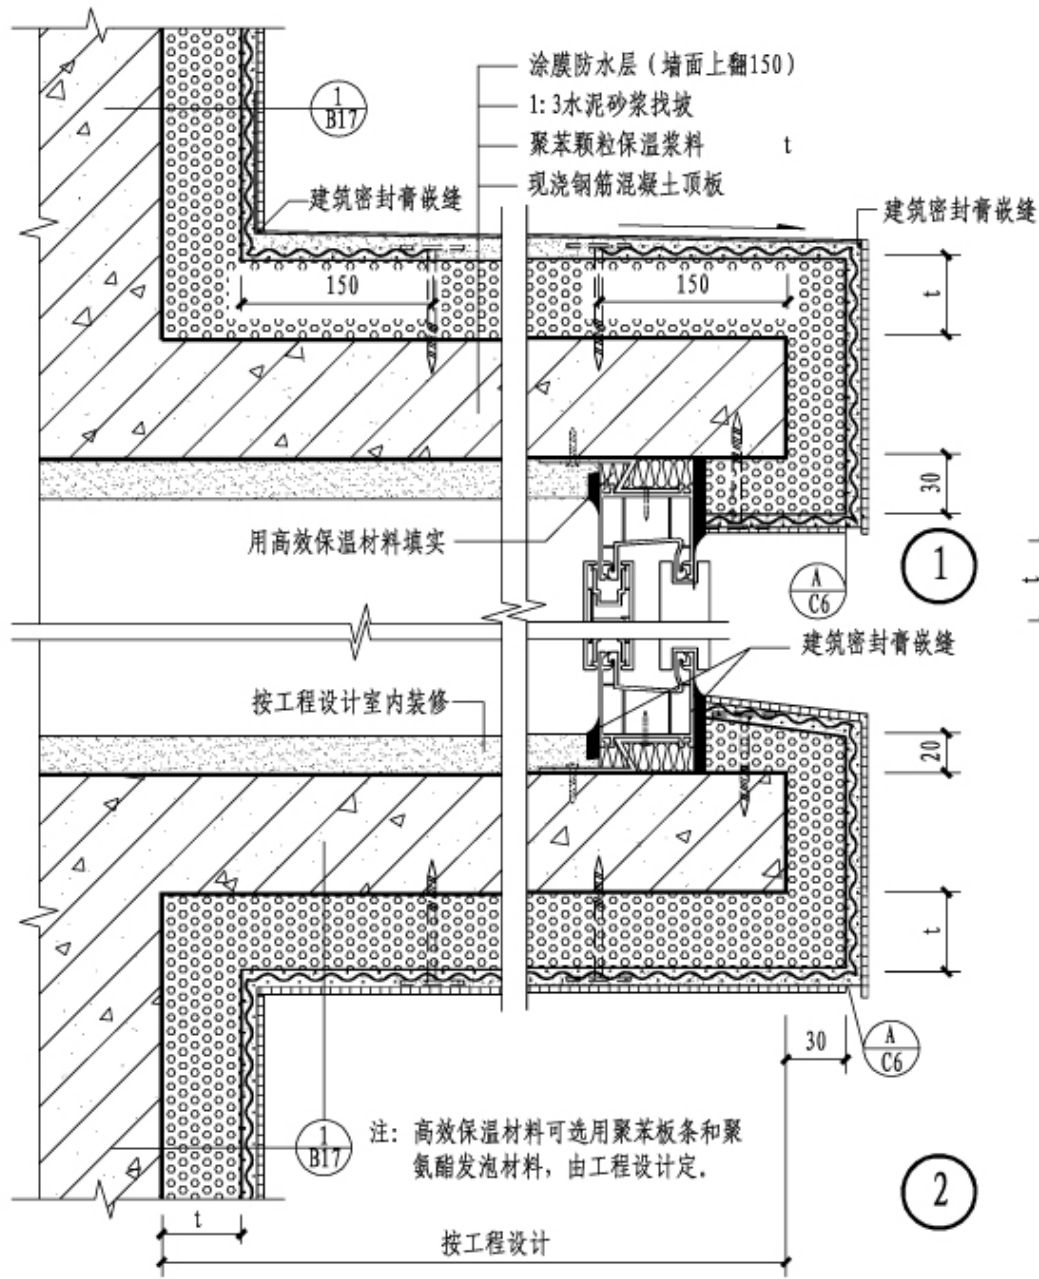 涂膜防水层（墙面上翻150）
1
B17
1:3水泥砂浆找坡
聚苯颗粒保温浆料 t
现浇钢筋混凝土顶板
建筑密封膏嵌缝
建筑密封膏嵌缝
150
150
t
30
用高效保温材料填实
1
A
C6
t
建筑密封膏嵌缝
按工程设计室内装修
20
t
30
A
C6
1
B17
注：高效保温材料可选用聚苯板条和聚
氨酯发泡材料，由工程设计定.
2
t
按工程设计